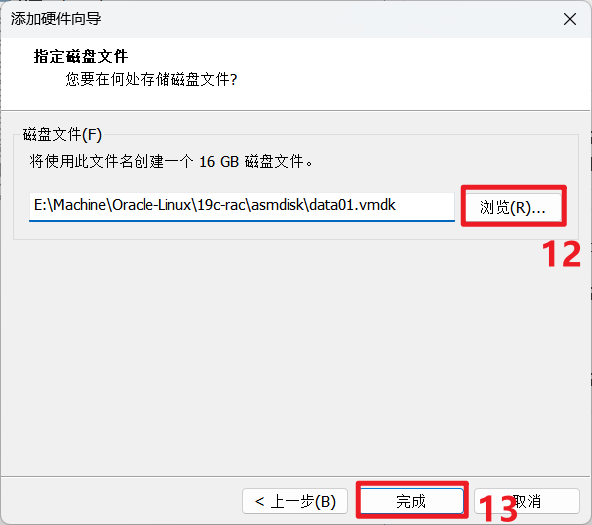 添加硬件向导
指定磁盘文件
您要在何处存储磁盘文件?
磁盘文件(F)
将使用此文件名创建一个 16 GB 磁盘文件。
E:\Machine\Oracle-Linux\19c-rac\asmdisk\data01.vmdk
浏览(R)...
12
< 上一步(B)
完成
13
取消